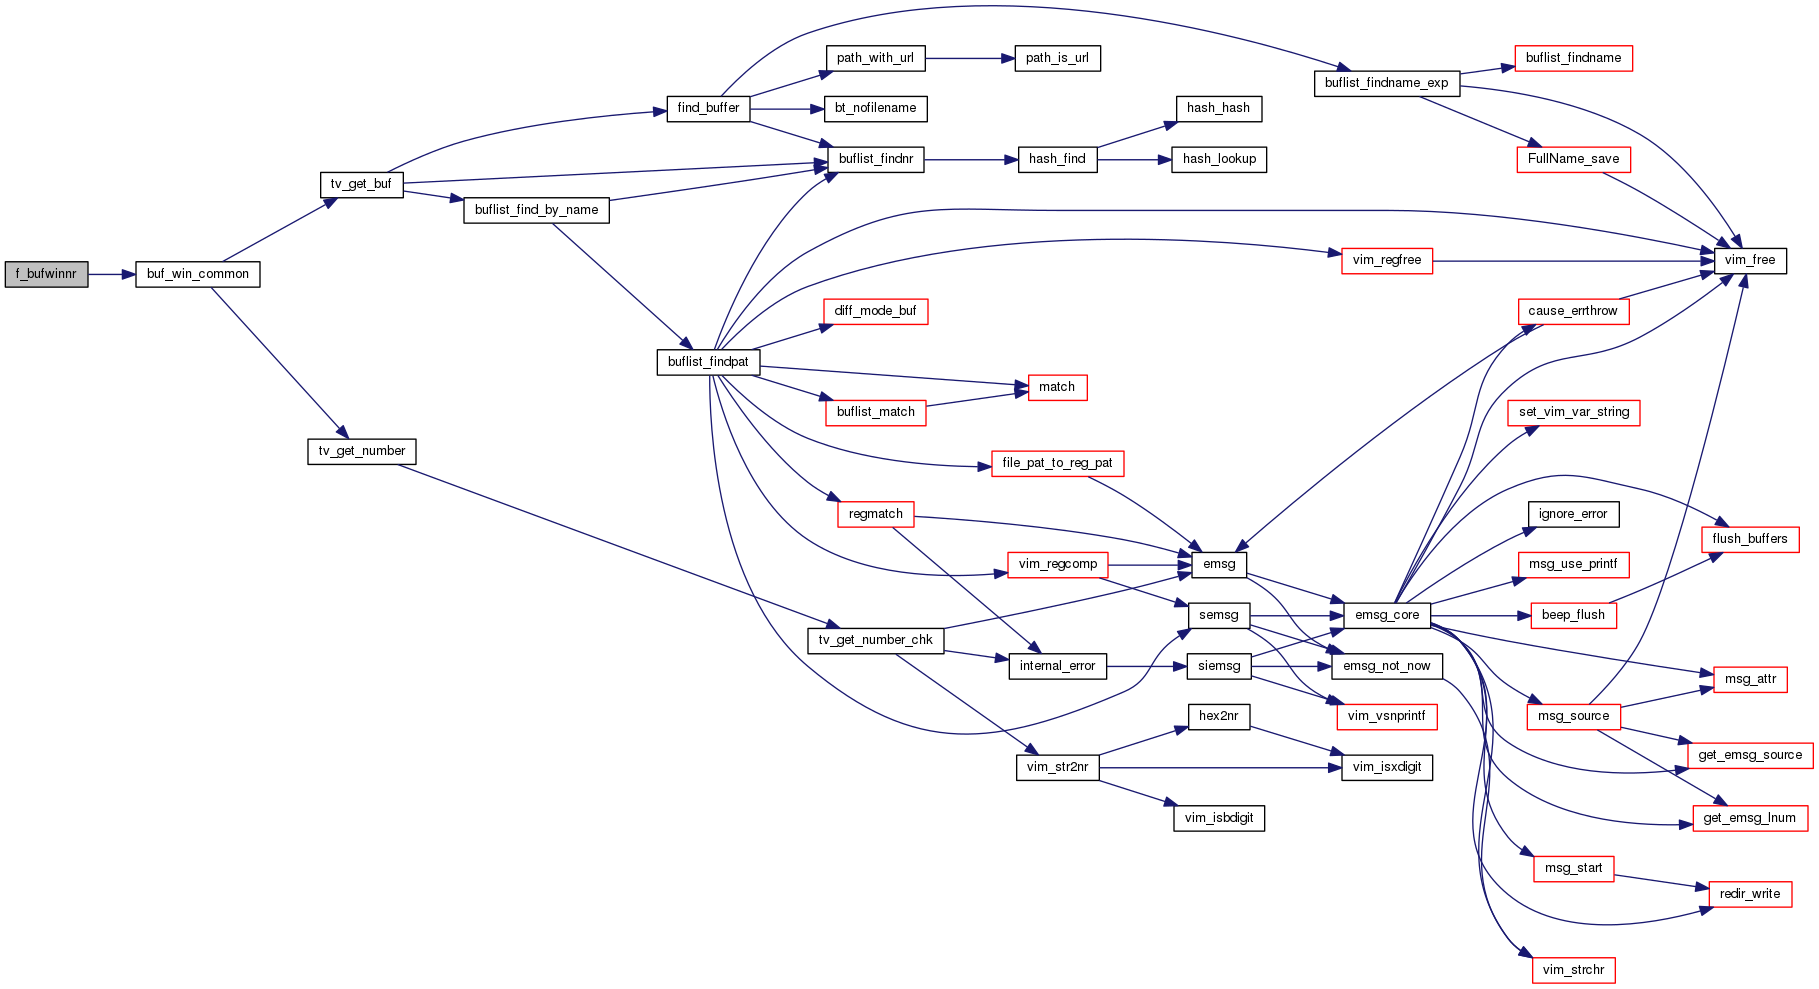 f_bufwinnr
buf_win_common
tv_get_buf
tv_get_number
find_buffer
buflist_find_by_name
buflist_findpat
path_with_url
bt_nofilename
buflist_findnr
diff_mode_buf
buflist_match
regmatch
tv_get_number_chk
path_is_url
hash_find
match
file_pat_to_reg_pat
vim_regcomp
internal_error
vim_str2nr
hash_hash
hash_lookup
emsg
semsg
siemsg
hex2nr
vim_isbdigit
buflist_findname_exp
vim_regfree
emsg_core
emsg_not_now
vim_vsnprintf
vim_isxdigit
buflist_findname
FullName_save
cause_errthrow
set_vim_var_string
ignore_error
msg_use_printf
beep_flush
msg_source
msg_start
vim_strchr
vim_free
flush_buffers
msg_attr
get_emsg_source
get_emsg_lnum
redir_write